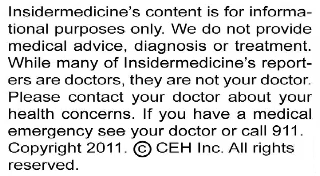 Insidermedicine's content is for informa-
tional purposes only. We do not provide
medical advice, diagnosis or treatment.
While many of Insidermedicine's report-
ers are doctors, they are not your doctor.
Please contact your doctor about your
health concerns. If you have a medical
emergency see your doctor or call 911.
Copyright 2011. © CEH Inc. All rights
reserved.